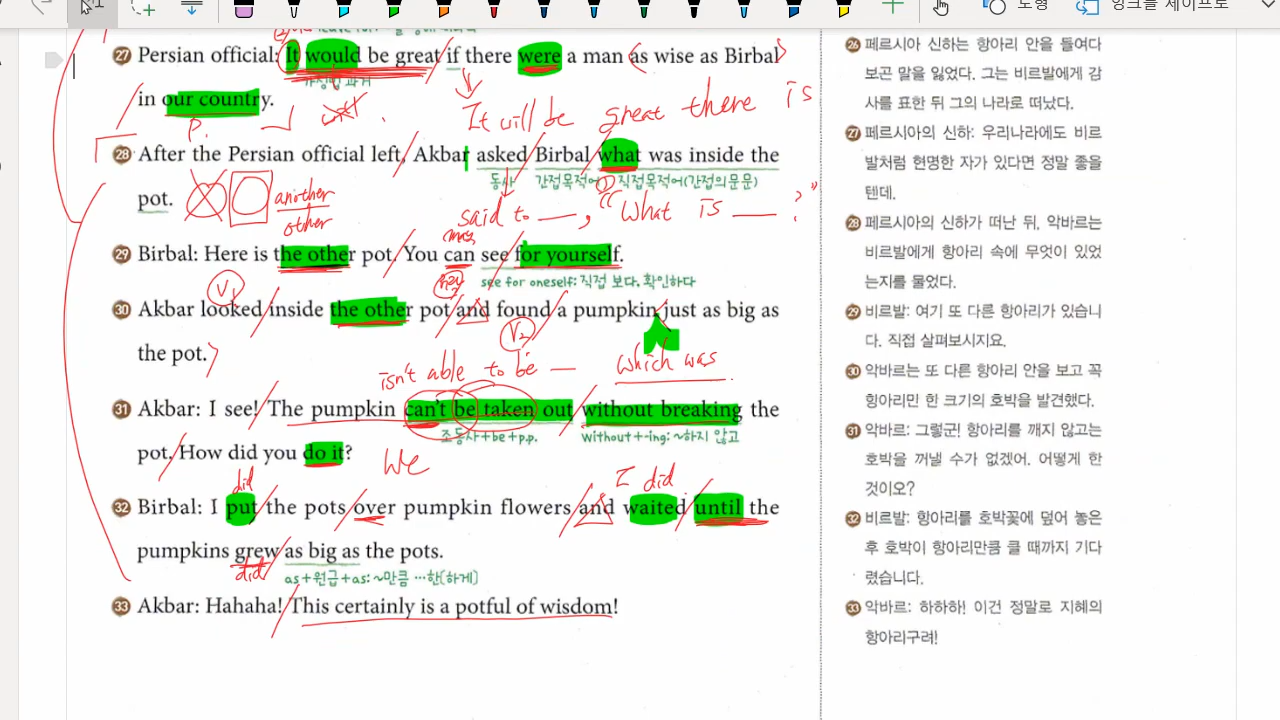 도형
잉크를 셰이프로
㉗ Persian official: It would be great if there were a man as wise as Birbal
in our country.
It will be great there is
P.
㉘ After the Persian official left, Akbar asked Birbal what was inside the
동사 간접목적어 직접목적어(간접의문문)
pot.
another
other
said to __, "What is __ ?"
㉙ Birbal: Here is the other pot. You can see for yourself.
see for oneself: 직접 보다, 확인하다
V1
㉚ Akbar looked inside the other pot and found a pumpkin just as big as
V2
the pot.
isn't able to be —
which was
㉛ Akbar: I see! The pumpkin can't be taken out without breaking the
조동사+be+p.p. without+-ing: ~하지 않고
pot. How did you do it?
We
did
I did
㉜ Birbal: I put the pots over pumpkin flowers and waited until the
pumpkins grew as big as the pots.
did
as+원급+as: ~만큼 …한[하게]
㉝ Akbar: Hahaha! This certainly is a potful of wisdom!
㉖ 페르시아 신하는 항아리 안을 들여다
보곤 말을 잃었다. 그는 비르발에게 감
사를 표한 뒤 그의 나라로 떠났다.
㉗ 페르시아의 신하: 우리나라에도 비르
발처럼 현명한 자가 있다면 정말 좋을
텐데.
㉘ 페르시아의 신하가 떠난 뒤, 악바르는
비르발에게 항아리 속에 무엇이 있었
는지를 물었다.
㉙ 비르발: 여기 또 다른 항아리가 있습니
다. 직접 살펴보시지요.
㉚ 악바르는 또 다른 항아리 안을 보고 꼭
항아리만 한 크기의 호박을 발견했다.
㉛ 악바르: 그렇군! 항아리를 깨지 않고는
호박을 꺼낼 수가 없겠어. 어떻게 한
것이오?
㉜ 비르발: 항아리를 호박꽃에 덮어 놓은
후 호박이 항아리만큼 클 때까지 기다
렸습니다.
㉝ 악바르: 하하하! 이건 정말로 지혜의
항아리구려!